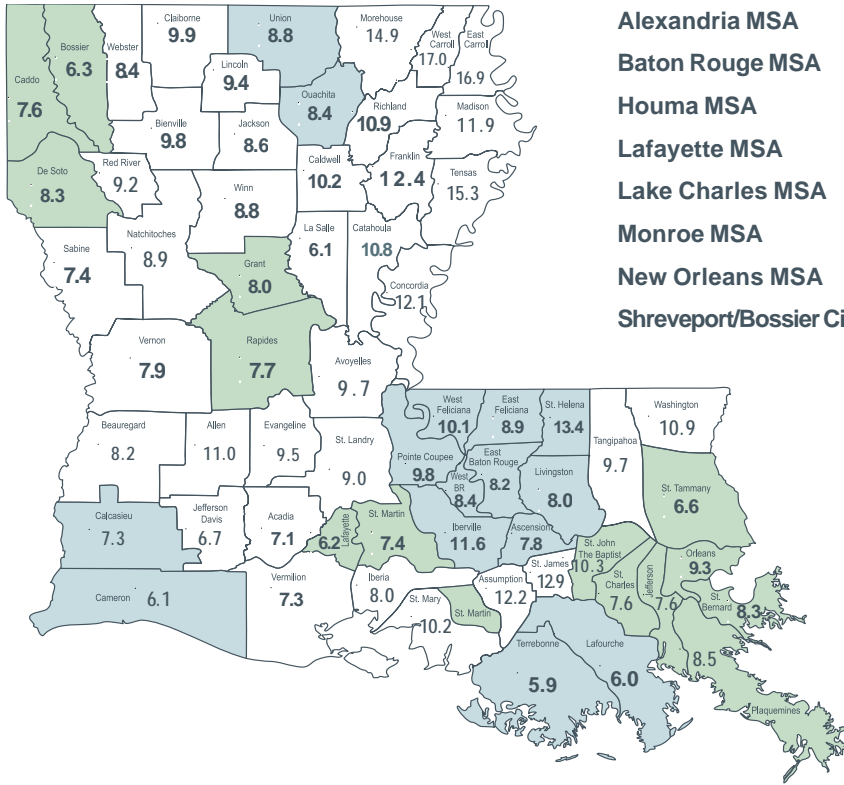 Alexandria MSA
Baton Rouge MSA
Houma MSA
Lafayette MSA
Lake Charles MSA
Monroe MSA
New Orleans MSA
Shreveport/Bossier Ci
Caddo
7.6
Bossier
6.3
Webster
8.4
Claiborne
9.9
Union
8.8
Morehouse
14.9
West
Carroll
17.0
East
Carroll
16.9
Lincoln
9.4
Ouachita
8.4
Richland
10.9
Madison
11.9
Bienville
9.8
Jackson
8.6
De Soto
8.3
Red River
9.2
Winn
8.8
Caldwell
10.2
Franklin
12.4
Tensas
15.3
Sabine
7.4
Natchitoches
8.9
Grant
8.0
La Salle
6.1
Catahoula
10.8
Concordia
12.1
Vernon
7.9
Rapides
7.7
Avoyelles
9.7
West
Feliciana
10.1
East
Feliciana
8.9
St. Helena
13.4
Tangipahoa
9.7
Washington
10.9
Beauregard
8.2
Allen
11.0
Evangeline
9.5
St. Landry
9.0
Pointe Coupee
9.8
West
BR
8.4
East
Baton Rouge
8.2
Livingston
8.0
St. Tammany
6.6
Calcasieu
7.3
Jefferson
Davis
6.7
Acadia
7.1
Lafayette
6.2
St. Martin
7.4
Iberville
11.6
Ascension
7.8
St. John
The Baptist
10.3
St.
Charles
7.6
Jefferson
7.6
Orleans
9.3
St.
Bernard
8.3
Cameron
6.1
Vermilion
7.3
Iberia
8.0
St. Mary
10.2
St. Martin
Assumption
12.2
St. James
12.9
Terrebonne
5.9
Lafourche
6.0
8.5
Plaquemines